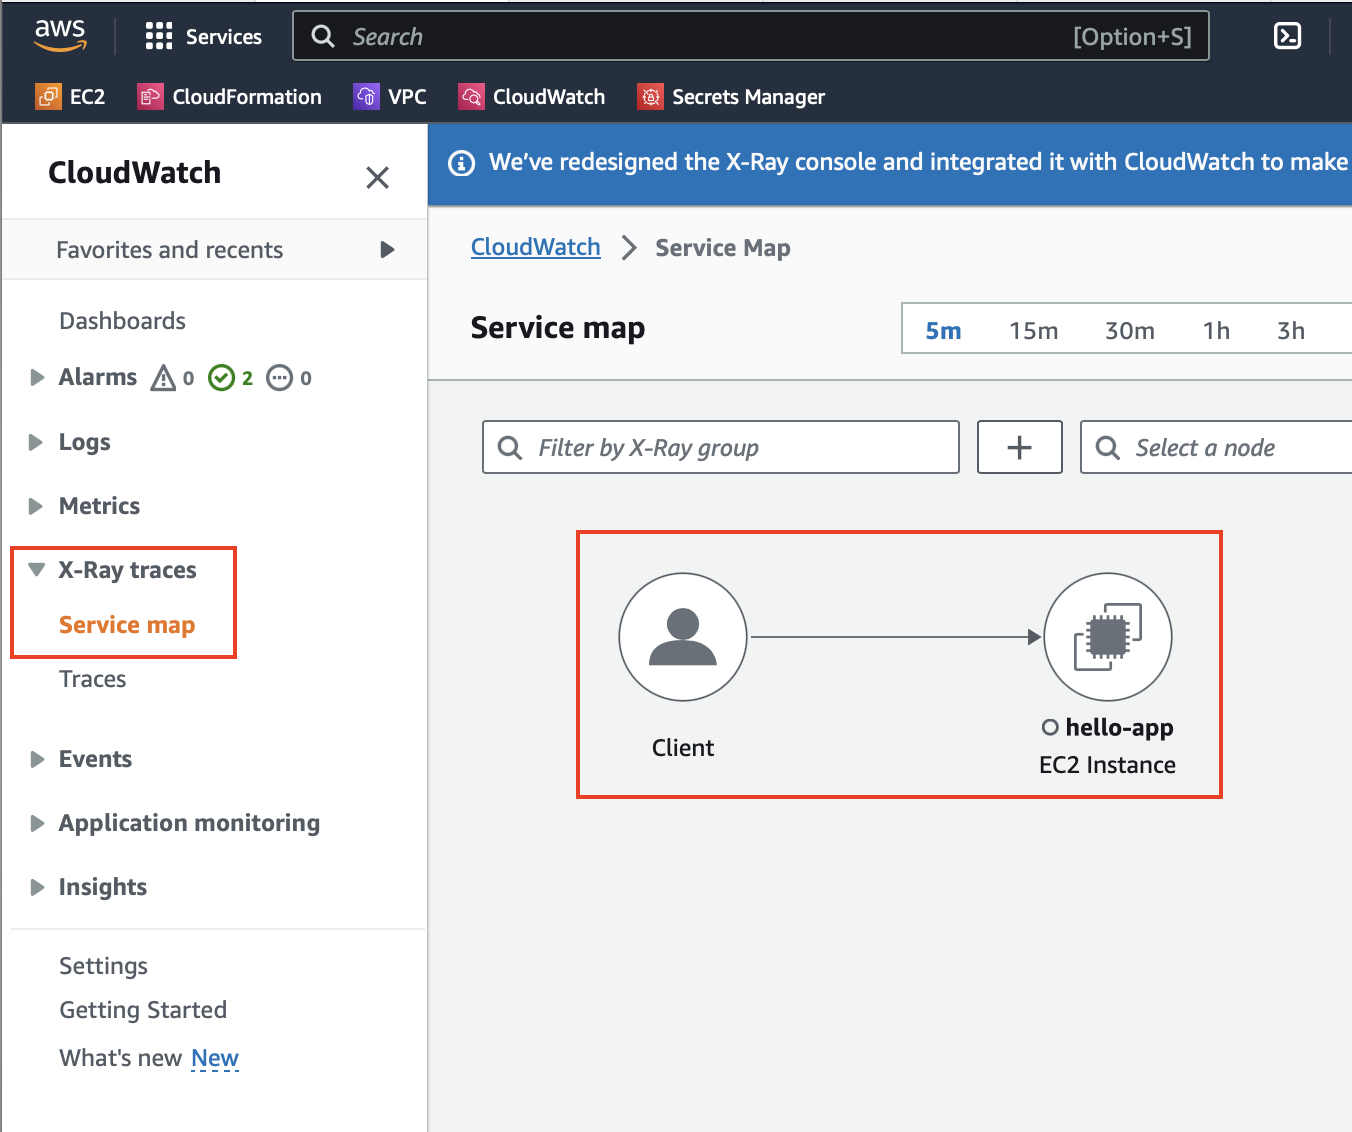 aws
Services
Search
[Option+S]
EC2
CloudFormation
VPC
CloudWatch
Secrets Manager
CloudWatch
We've redesigned the X-Ray console and integrated it with CloudWatch to make
Favorites and recents
CloudWatch
Service Map
Dashboards
Service map
5m
15m
30m
1h
3h
Alarms 0 2 0
Logs
Filter by X-Ray group
Select a node
Metrics
X-Ray traces
Service map
Traces
Client
hello-app
EC2 Instance
Events
Application monitoring
Insights
Settings
Getting Started
What's new New